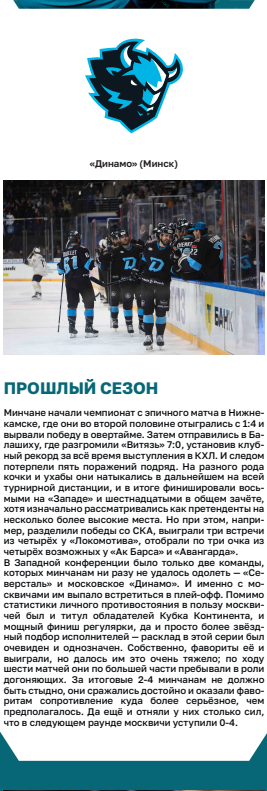 «Динамо» (Минск)
ПРОШЛЫЙ СЕЗОН
Минчане начали чемпионат с эпичного матча в Нижне-
камске, где они во второй половине отыгрались с 1:4 и
вырвали победу в овертайме. Затем отправились в Ба-
лашиху, где разгромили «Витязь» 7:0, установив клуб-
ный рекорд за всё время выступления в КХЛ. И следом
потерпели пять поражений подряд. На разного рода
кочки и ухабы они натыкались в дальнейшем на всей
турнирной дистанции, и в итоге финишировали вось-
мыми на «Западе» и шестнадцатыми в общем зачёте,
хотя изначально рассматривались как претенденты на
несколько более высокие места. Но при этом, напри-
мер, разделили победы со СКА, выиграли три встречи
из четырёх у «Локомотива», отобрали по три очка из
четырёх возможных у «Ак Барса» и «Авангарда».
В Западной конференции было только две команды,
которых минчанам ни разу не удалось одолеть – «Се-
версталь» и московское «Динамо». И именно с мо-
сквичами им выпало встретиться в плей-офф. Помимо
статистики личного противостояния в пользу москви-
чей был и титул обладателей Кубка Континента, и
мощный финиш регулярки, да и просто более звёзд-
ный подбор исполнителей – расклад в этой серии был
очевиден и однозначен. Собственно, фавориты её и
выиграли, но далось им это очень тяжело; по ходу
шести матчей они по большей части пребывали в роли
догоняющих. За итоговые 2-4 минчанам не должно
быть стыдно, они сражались достойно и оказали фаво-
ритам сопротивление куда более серьёзное, чем
предполагалось. Да ещё и отняли у них столько сил,
что в следующем раунде москвичи уступили 0-4.